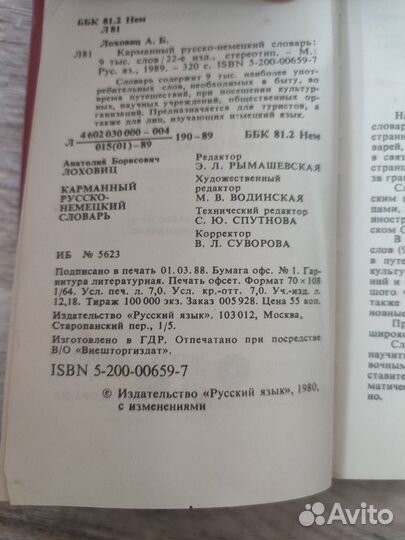 ББК 81.2 Нем
Л81
Лоховиц А. Б.
Л81 Карманный русско-немецкий словарь:
9 тыс. слов/22-е изд., стереотип. – М.:
Рус. яз., 1989. – 320 с. ISBN 5-200-00659-7
Словарь содержит 9 тыс. наиболее упот-
ребительных слов, необходимых в быту, во
время путешествий, при посещении культур-
ных, научных учреждений, общественных ор-
ганизаций. Предназначается для туристов, а
также для лиц, изучающих немецкий язык.
Л 4602030000—004 190-89 ББК 81.2 Нем
015(01)-89
Анатолий Борисович
ЛОХОВИЦ
КАРМАННЫЙ
РУССКО-
НЕМЕЦКИЙ
СЛОВАРЬ
Редактор
Э. Л. РЫМАШЕВСКАЯ
Художественный
редактор
М. В. ВОДИНСКАЯ
Технический редактор
С. Ю. СПУТНОВА
Корректор
В. Л. СУВОРОВА
ИБ № 5623
Подписано в печать 01.03.88. Бумага офс. № 1. Гар-
нитура литературная. Печать офсет. Формат 70 × 108
1/64. Усл. печ. л. 7,0. Усл. кр.-отт. 7,0. Уч.-изд. л.
12,18. Тираж 100 000 экз. Заказ 005 928. Цена 55 коп.
Издательство «Русский язык». 103 012, Москва,
Старопанский пер., 1/5.
Изготовлено в ГДР. Отпечатано при посредстве
В/О «Внешторгиздат».
ISBN 5-200-00659-7
© Издательство «Русский язык», 1980,
с изменениями
Avito